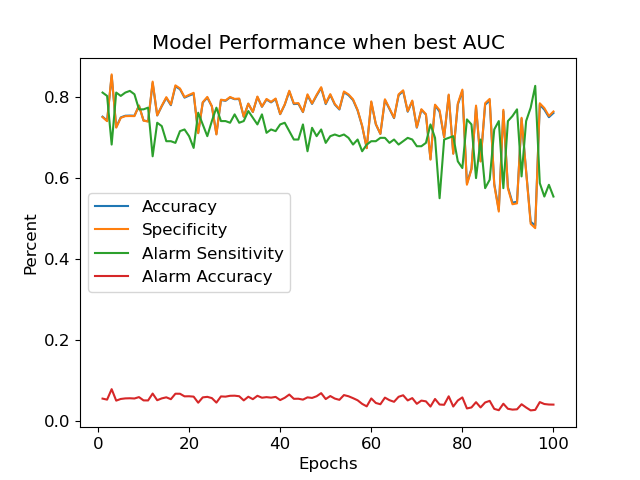 Model Performance when best AUC
0.8
0.6
0.4
0.2
0.0
Percent
Accuracy
Specificity
Alarm Sensitivity
Alarm Accuracy
0 20 40 60 80 100
Epochs